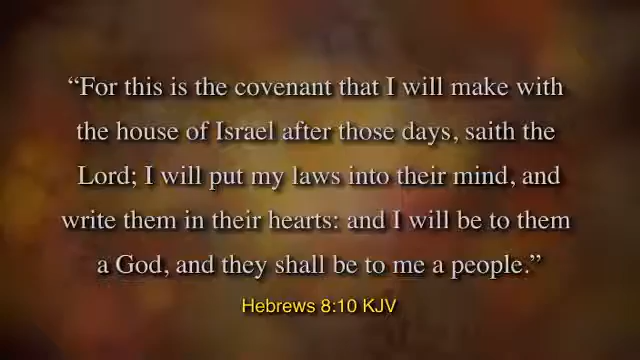 “For this is the covenant that I will make with
the house of Israel after those days, saith the
Lord; I will put my laws into their mind, and
write them in their hearts: and I will be to them
a God, and they shall be to me a people.”
Hebrews 8:10 KJV